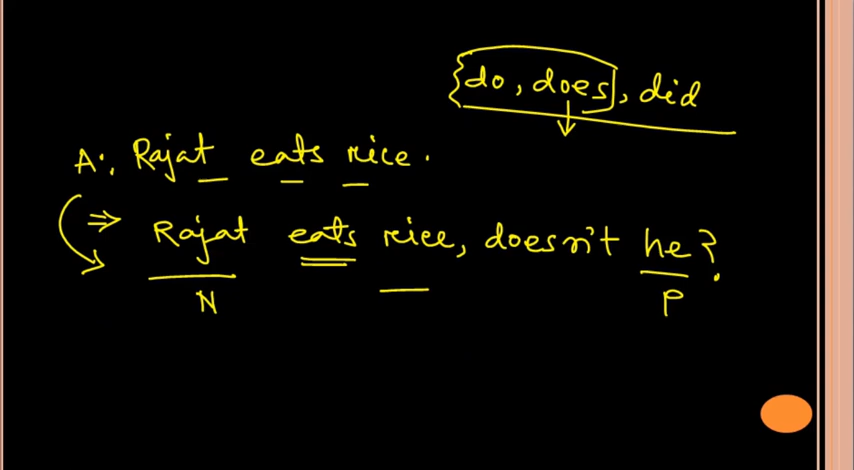 {do, does}, did
A:. Rajat eats rice.
⇒ Rajat eats rice, doesn't he?
N P